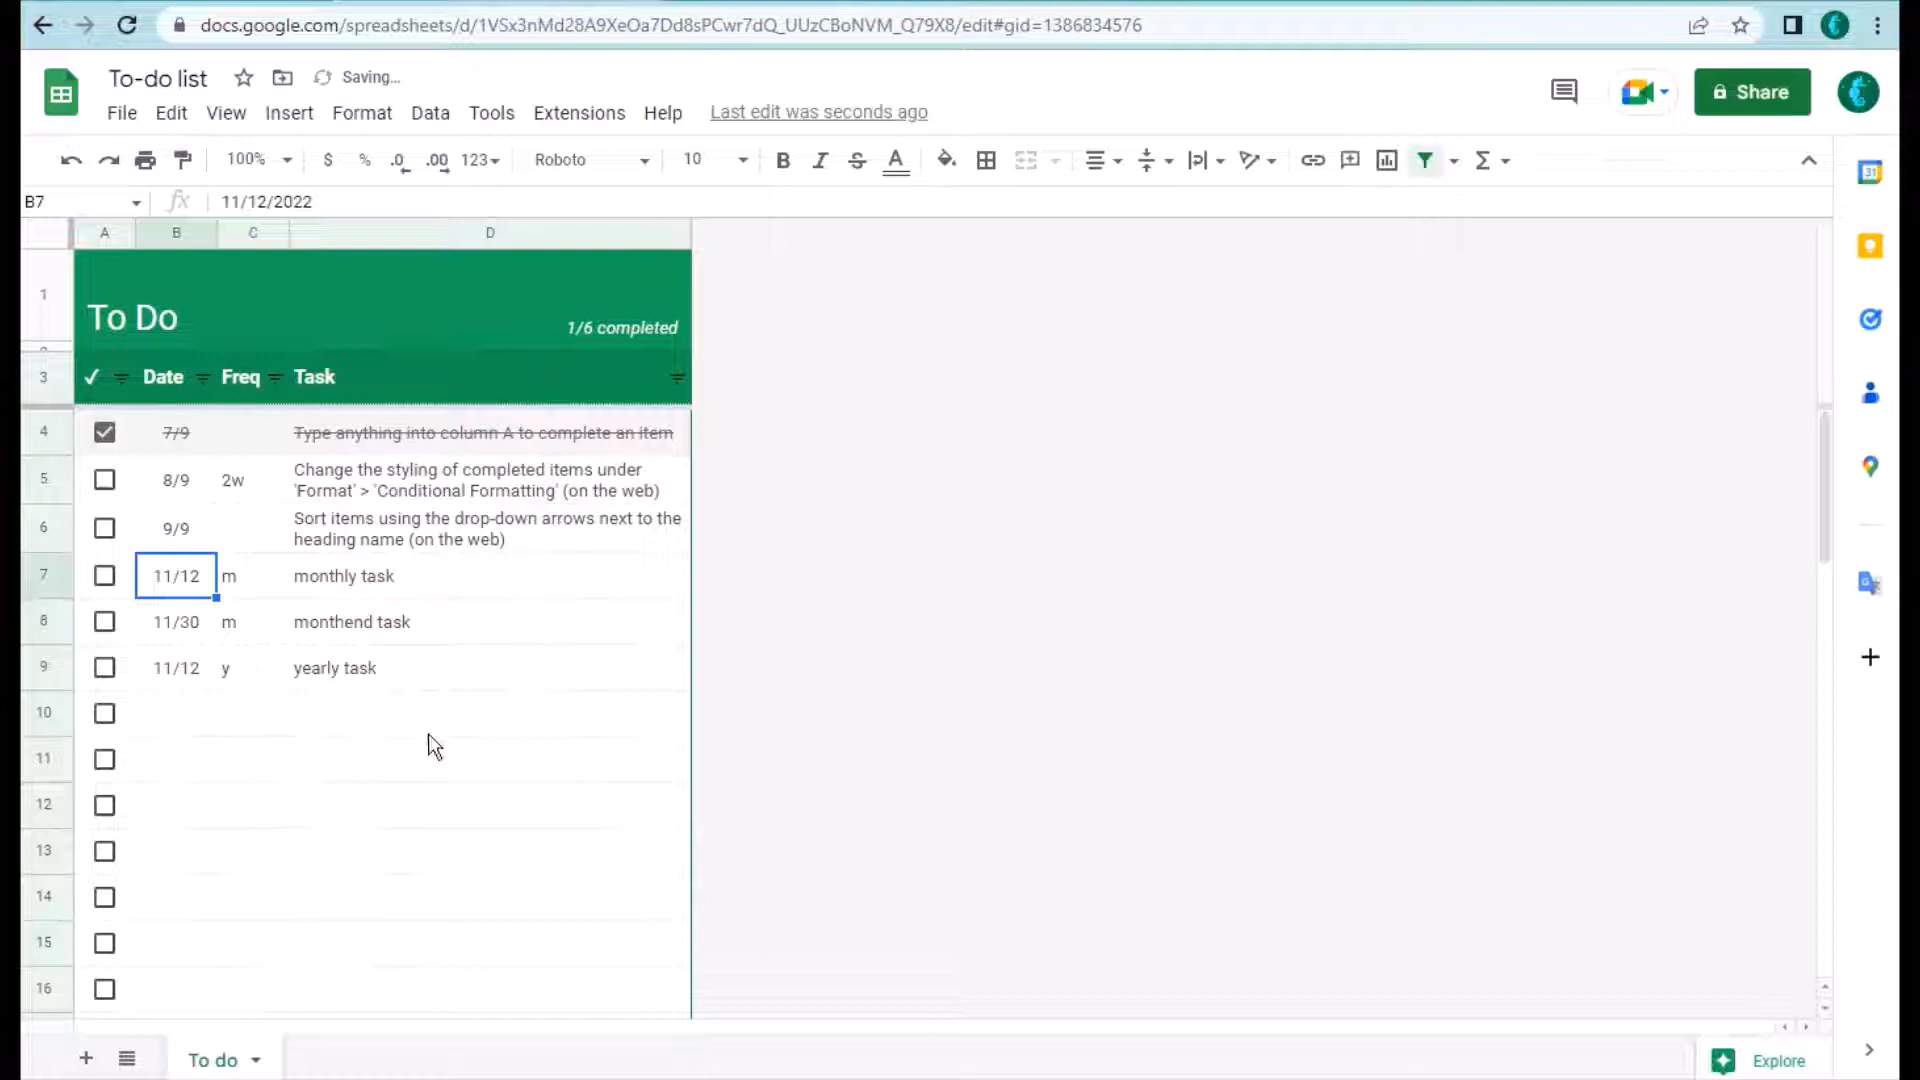 docs.google.com/spreadsheets/d/1VSx3nMd28A9XeOa7Dd8sPCwr7dQ_UUzCBoNVM_Q79X8/edit#gid=1386834576
To-do list Saving...
File Edit View Insert Format Data Tools Extensions Help Last edit was seconds ago
Share
100% $ % .0 .00 123 Roboto 10 B I S A Σ
31
B7 fx 11/12/2022
A B C D
1 To Do 1/6 completed
3 ✓ Date Freq Task
4 7/9 Type anything into column A to complete an item
5 8/9 2w Change the styling of completed items under
'Format' > 'Conditional Formatting' (on the web)
6 9/9 Sort items using the drop-down arrows next to the
heading name (on the web)
7 11/12 m monthly task
8 11/30 m monthend task
9 11/12 y yearly task
10
11
12
13
14
15
16
+ To do Explore